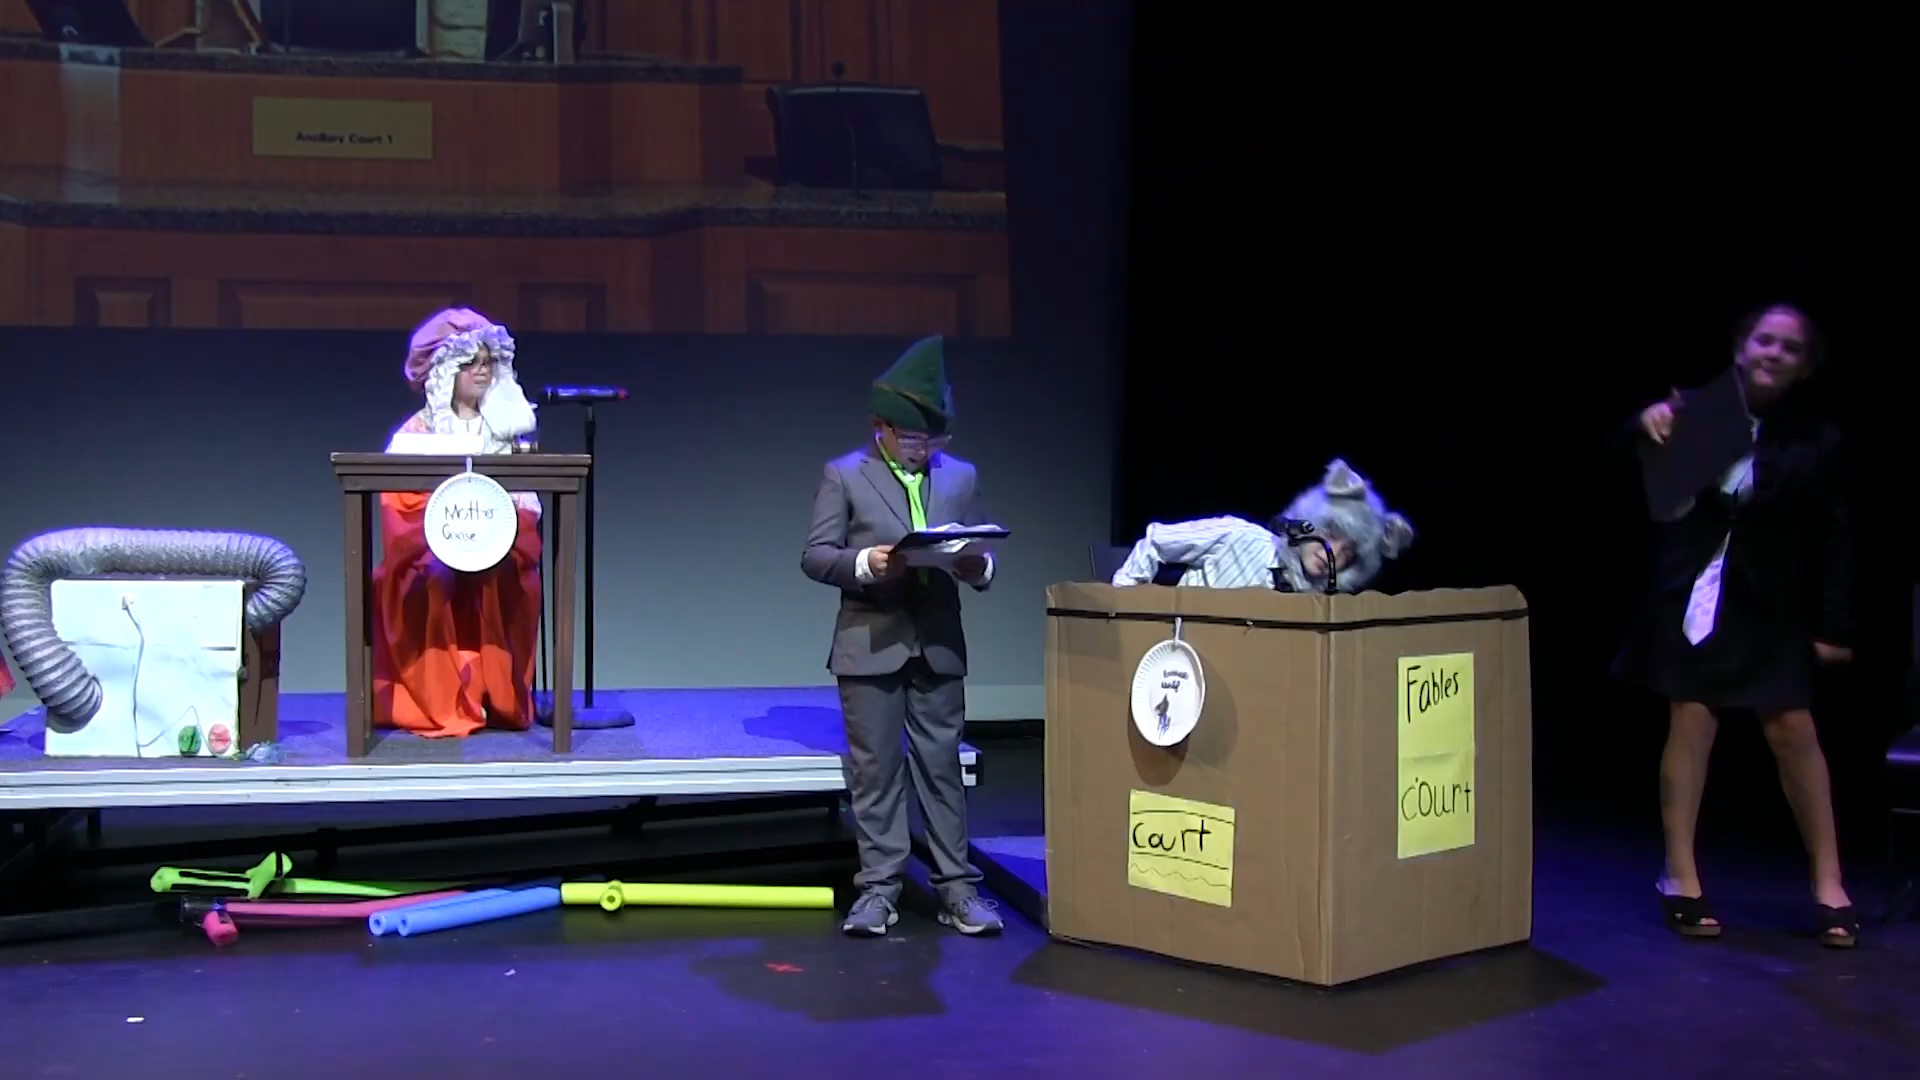 Ancillary Court 1
Mother
Goose
Fables
court
court